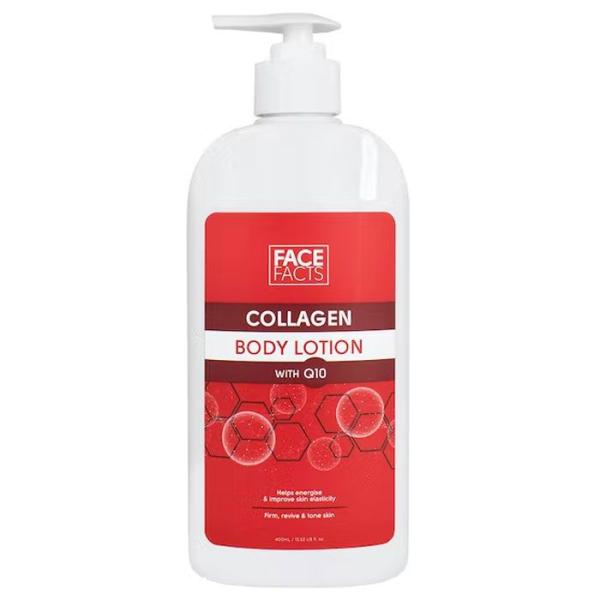 FACE
FACTS
COLLAGEN
BODY LOTION
WITH Q10
Helps energise
& improve skin elasticity
Firm, revive & tone skin
400mL / 13.52 US fl. oz.